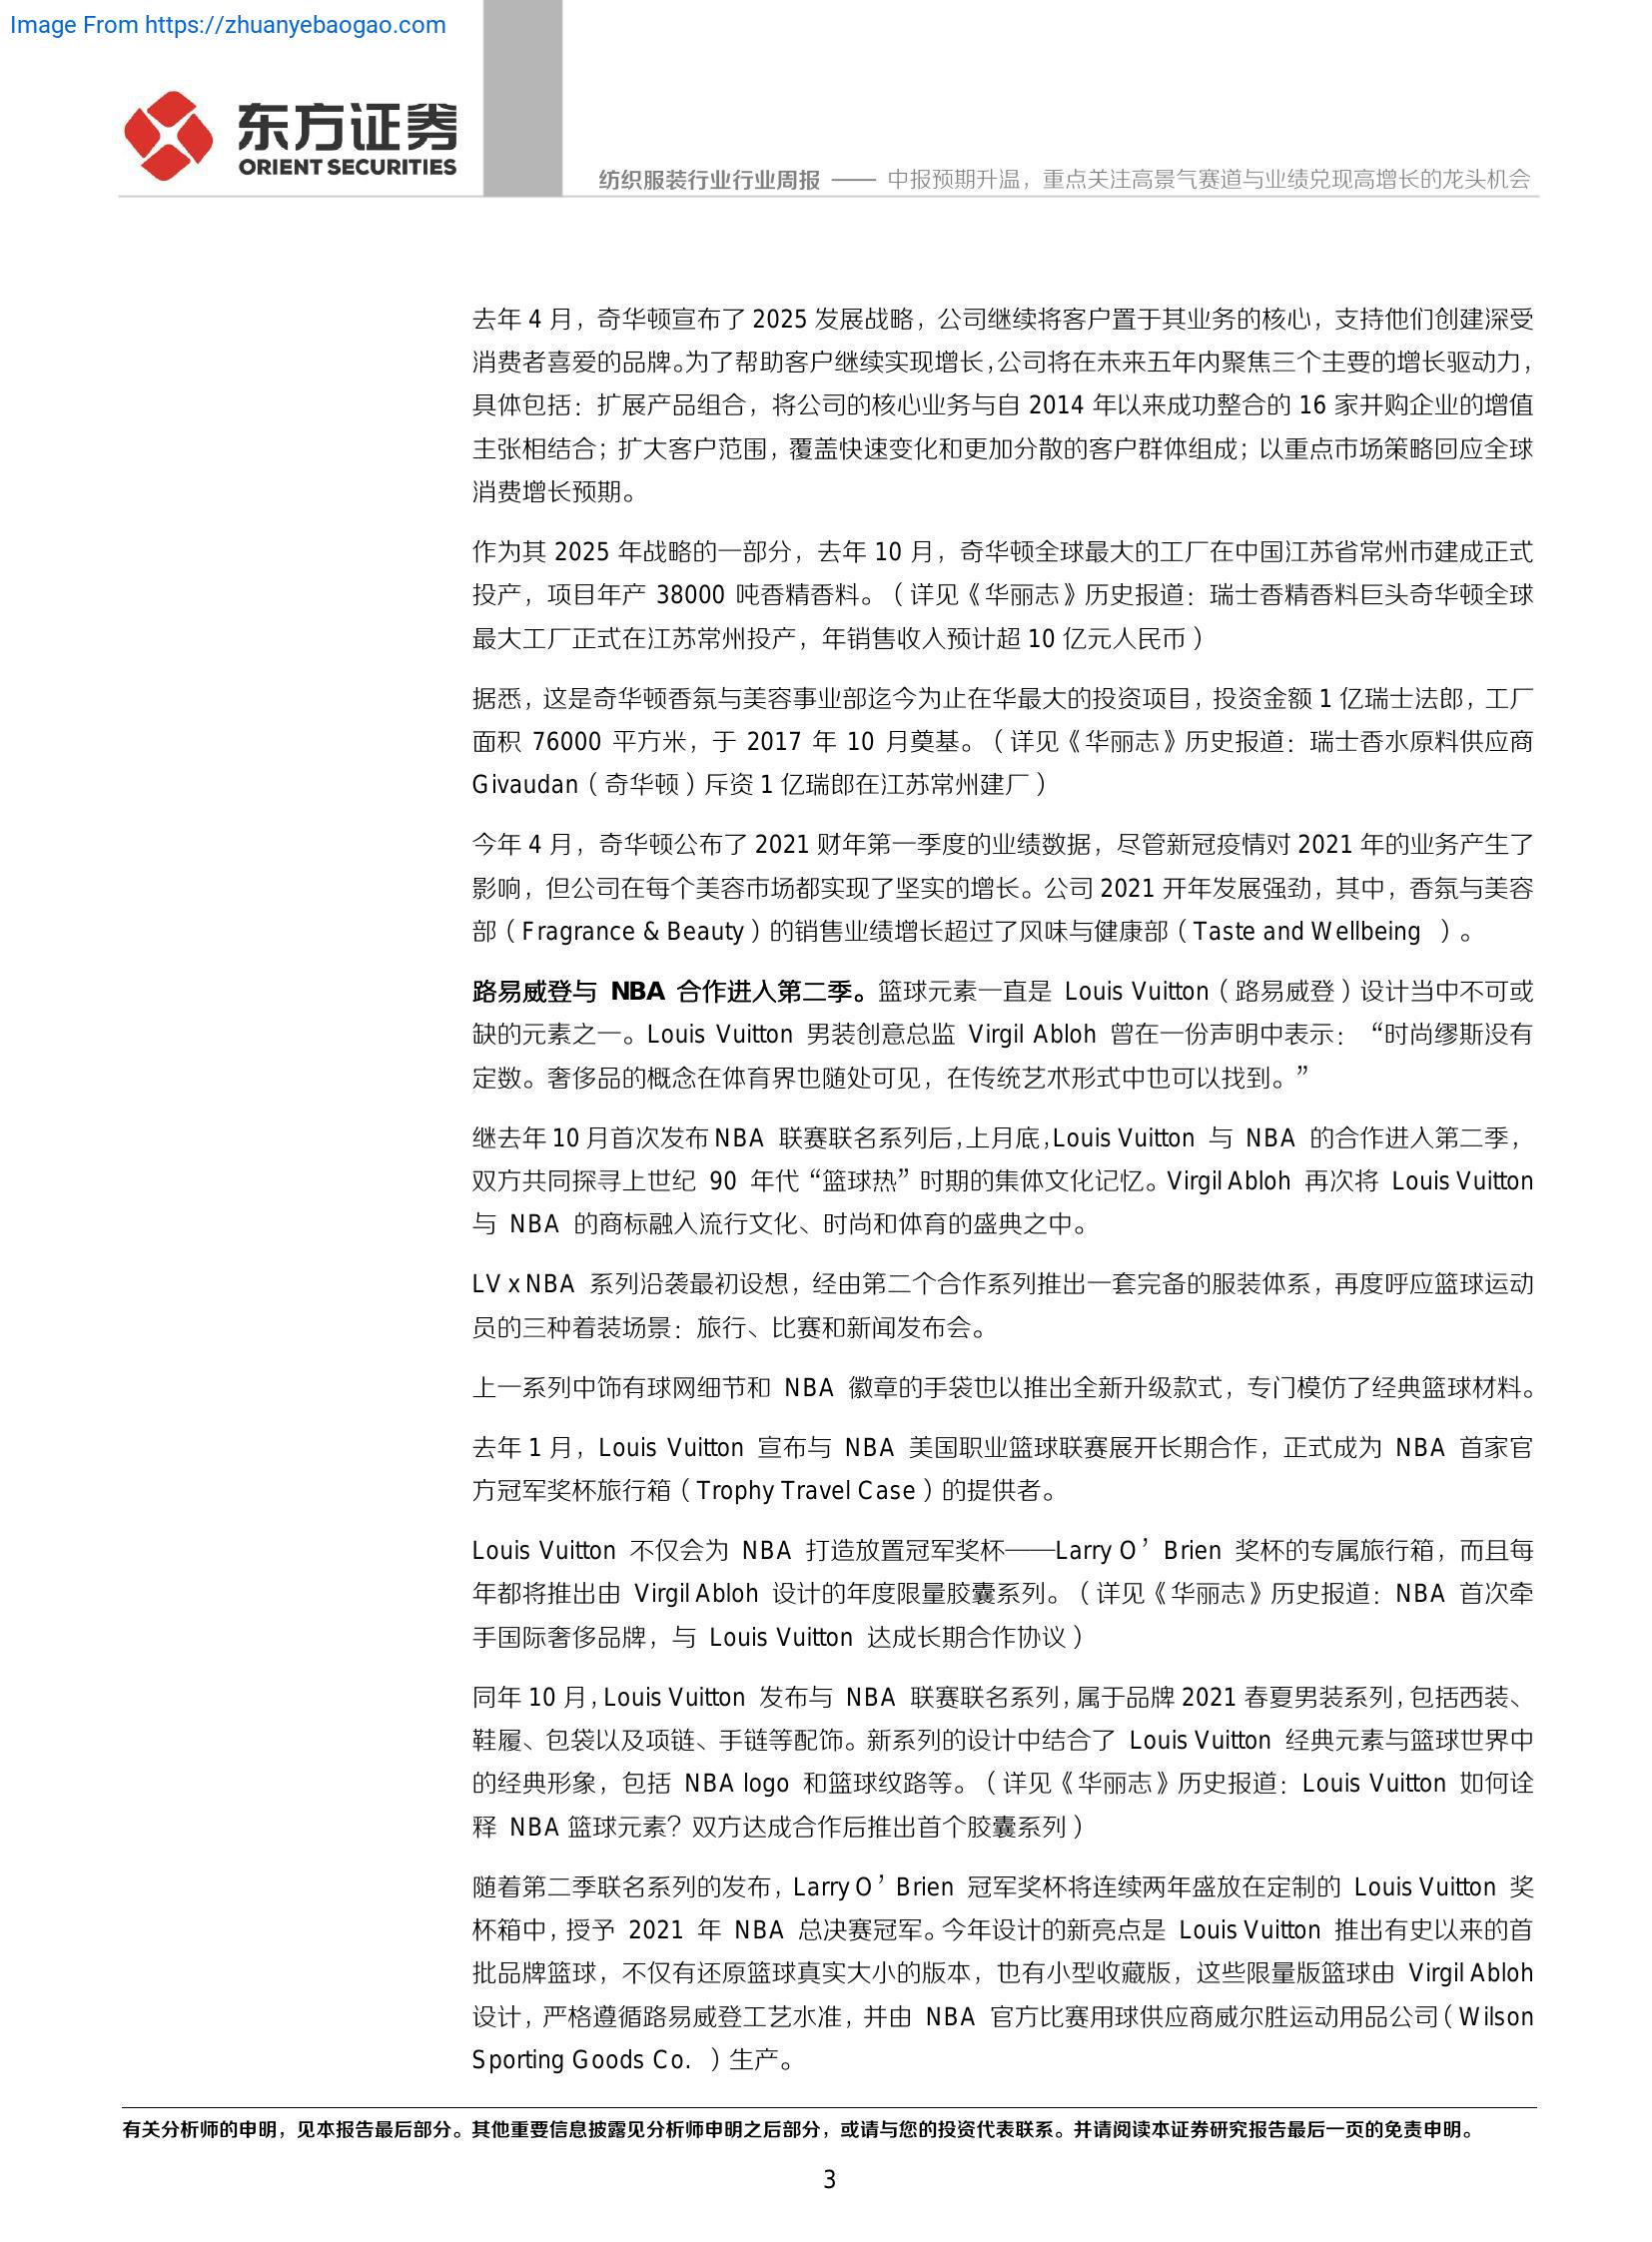 Image From https://zhuanyebaogao.com
东方证券
ORIENT SECURITIES
纺织服装行业行业周报 —— 中报预期升温，重点关注高景气赛道与业绩兑现高增长的龙头机会
去年 4 月，奇华顿宣布了 2025 发展战略，公司继续将客户置于其业务的核心，支持他们创建深受
消费者喜爱的品牌。为了帮助客户继续实现增长，公司将在未来五年内聚焦三个主要的增长驱动力，
具体包括：扩展产品组合，将公司的核心业务与自 2014 年以来成功整合的 16 家并购企业的增值
主张相结合；扩大客户范围，覆盖快速变化和更加分散的客户群体组成；以重点市场策略回应全球
消费增长预期。
作为其 2025 年战略的一部分，去年 10 月，奇华顿全球最大的工厂在中国江苏省常州市建成正式
投产，项目年产 38000 吨香精香料。（详见《华丽志》历史报道：瑞士香精香料巨头奇华顿全球
最大工厂正式在江苏常州投产，年销售收入预计超 10 亿元人民币）
据悉，这是奇华顿香氛与美容事业部迄今为止在华最大的投资项目，投资金额 1 亿瑞士法郎，工厂
面积 76000 平方米，于 2017 年 10 月奠基。（详见《华丽志》历史报道：瑞士香水原料供应商
Givaudan（奇华顿）斥资 1 亿瑞郎在江苏常州建厂）
今年 4 月，奇华顿公布了 2021 财年第一季度的业绩数据，尽管新冠疫情对 2021 年的业务产生了
影响，但公司在每个美容市场都实现了坚实的增长。公司 2021 开年发展强劲，其中，香氛与美容
部（Fragrance & Beauty）的销售业绩增长超过了风味与健康部（Taste and Wellbeing ）。
路易威登与 NBA 合作进入第二季。篮球元素一直是 Louis Vuitton（路易威登）设计当中不可或
缺的元素之一。Louis Vuitton 男装创意总监 Virgil Abloh 曾在一份声明中表示：“时尚缪斯没有
定数。奢侈品的概念在体育界也随处可见，在传统艺术形式中也可以找到。”
继去年 10 月首次发布 NBA 联赛联名系列后，上月底，Louis Vuitton 与 NBA 的合作进入第二季，
双方共同探寻上世纪 90 年代“篮球热”时期的集体文化记忆。Virgil Abloh 再次将 Louis Vuitton
与 NBA 的商标融入流行文化、时尚和体育的盛典之中。
LV x NBA 系列沿袭最初设想，经由第二个合作系列推出一套完备的服装体系，再度呼应篮球运动
员的三种着装场景：旅行、比赛和新闻发布会。
上一系列中饰有球网细节和 NBA 徽章的手袋也以推出全新升级款式，专门模仿了经典篮球材料。
去年 1 月，Louis Vuitton 宣布与 NBA 美国职业篮球联赛展开长期合作，正式成为 NBA 首家官
方冠军奖杯旅行箱（Trophy Travel Case）的提供者。
Louis Vuitton 不仅会为 NBA 打造放置冠军奖杯——Larry O’Brien 奖杯的专属旅行箱，而且每
年都将推出由 Virgil Abloh 设计的年度限量胶囊系列。（详见《华丽志》历史报道：NBA 首次牵
手国际奢侈品牌，与 Louis Vuitton 达成长期合作协议）
同年 10 月，Louis Vuitton 发布与 NBA 联赛联名系列，属于品牌 2021 春夏男装系列，包括西装、
鞋履、包袋以及项链、手链等配饰。新系列的设计中结合了 Louis Vuitton 经典元素与篮球世界中
的经典形象，包括 NBA logo 和篮球纹路等。（详见《华丽志》历史报道：Louis Vuitton 如何诠
释 NBA 篮球元素？双方达成合作后推出首个胶囊系列）
随着第二季联名系列的发布，Larry O’Brien 冠军奖杯将连续两年盛放在定制的 Louis Vuitton 奖
杯箱中，授予 2021 年 NBA 总决赛冠军。今年设计的新亮点是 Louis Vuitton 推出有史以来的首
批品牌篮球，不仅有还原篮球真实大小的版本，也有小型收藏版，这些限量版篮球由 Virgil Abloh
设计，严格遵循路易威登工艺水准，并由 NBA 官方比赛用球供应商威尔胜运动用品公司（Wilson
Sporting Goods Co. ）生产。
有关分析师的申明，见本报告最后部分。其他重要信息披露见分析师申明之后部分，或请与您的投资代表联系。并请阅读本证券研究报告最后一页的免责申明。
3